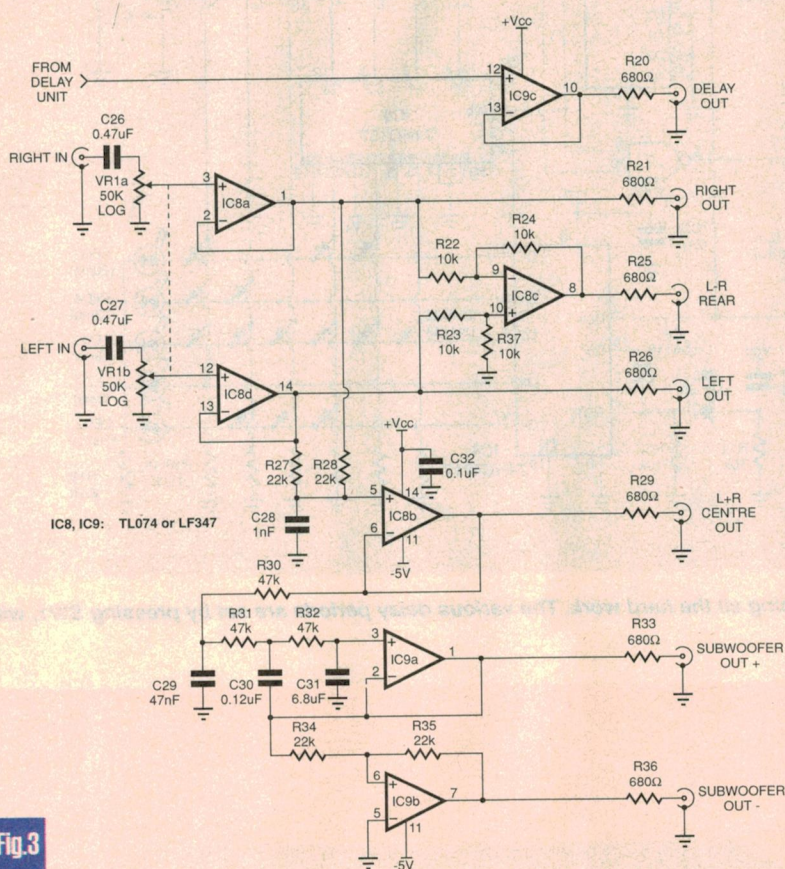 +Vcc
FROM
DELAY
UNIT
12
+
IC9c
10
13
−
R20
680Ω
DELAY
OUT
C26
0.47uF
RIGHT IN
VR1a
50K
LOG
3
+
IC8a
1
2
−
R21
680Ω
RIGHT
OUT
R24
10k
R22
10k
9
−
IC8c
8
10
+
R23
10k
R37
10k
R25
680Ω
L-R
REAR
C27
0.47uF
LEFT IN
VR1b
50K
LOG
12
+
IC8d
14
13
−
R26
680Ω
LEFT
OUT
+Vcc
C32
0.1uF
R27
22k
R28
22k
5
+
14
IC8b
6
−
11
-5V
R29
680Ω
L+R
CENTRE
OUT
IC8, IC9: TL074 or LF347
C28
1nF
R30
47k
R31
47k
R32
47k
3
+
IC9a
1
2
−
R33
680Ω
SUBWOOFER
OUT +
C29
47nF
C30
0.12uF
C31
6.8uF
R34
22k
R35
22k
6
+
IC9b
7
5
−
11
-5V
R36
680Ω
SUBWOOFER
OUT -
Fig.3